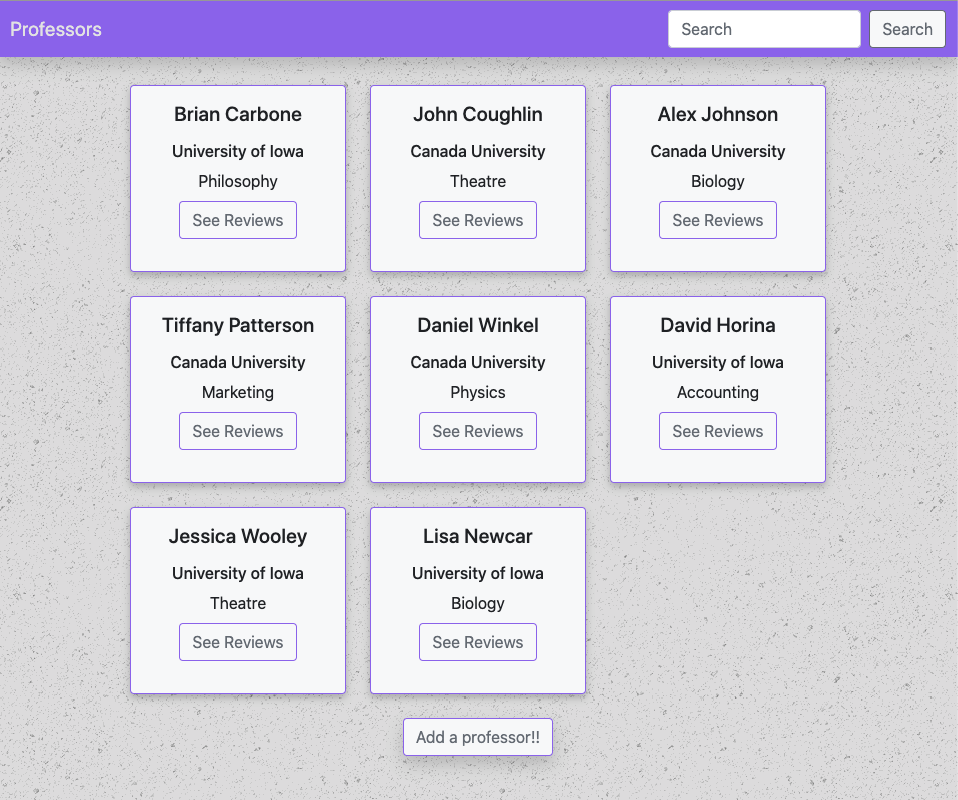 Professors
Search
Search
Brian Carbone
University of Iowa
Philosophy
See Reviews
John Coughlin
Canada University
Theatre
See Reviews
Alex Johnson
Canada University
Biology
See Reviews
Tiffany Patterson
Canada University
Marketing
See Reviews
Daniel Winkel
Canada University
Physics
See Reviews
David Horina
University of Iowa
Accounting
See Reviews
Jessica Wooley
University of Iowa
Theatre
See Reviews
Lisa Newcar
University of Iowa
Biology
See Reviews
Add a professor!!